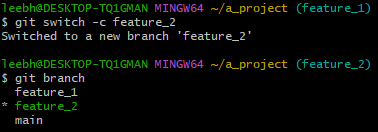 leebh@DESKTOP-TQ1GMAN MINGW64 ~/a_project (feature_1)
$ git switch -c feature_2
Switched to a new branch 'feature_2'
leebh@DESKTOP-TQ1GMAN MINGW64 ~/a_project (feature_2)
$ git branch
feature_1
* feature_2
main